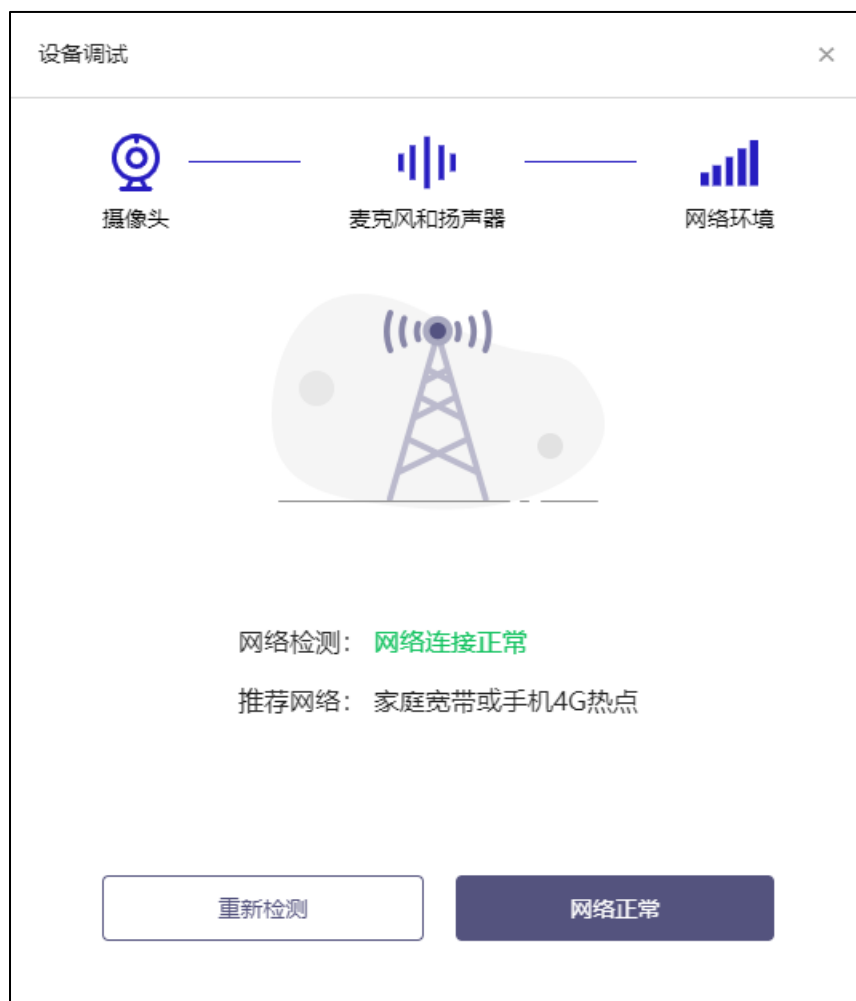 设备调试
摄像头
麦克风和扬声器
网络环境
网络检测： 网络连接正常
推荐网络： 家庭宽带或手机4G热点
重新检测
网络正常